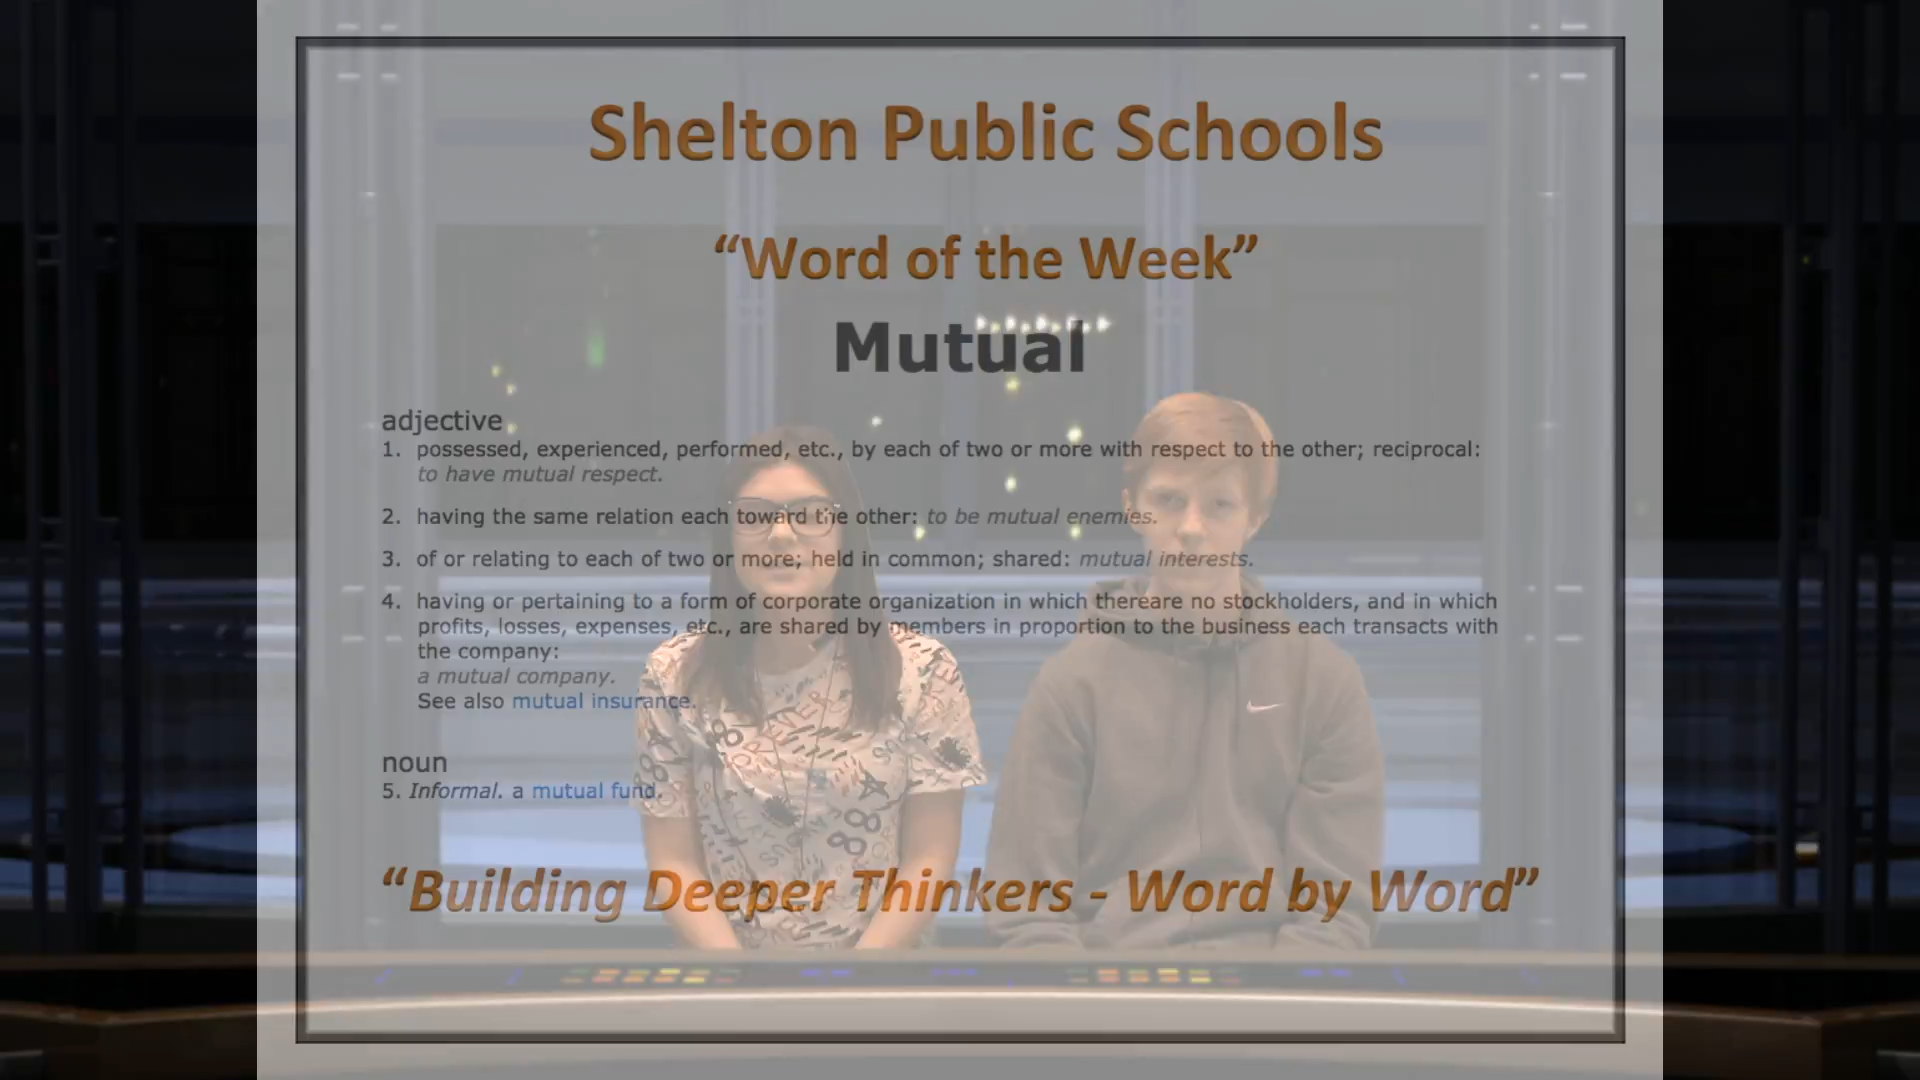 Shelton Public Schools
“Word of the Week”
Mutual
adjective
1. possessed, experienced, performed, etc., by each of two or more with respect to the other; reciprocal:
to have mutual respect.
2. having the same relation each toward the other: to be mutual enemies.
3. of or relating to each of two or more; held in common; shared: mutual interests.
4. having or pertaining to a form of corporate organization in which thereare no stockholders, and in which
profits, losses, expenses, etc., are shared by members in proportion to the business each transacts with
the company:
a mutual company.
See also mutual insurance.
noun
5. Informal. a mutual fund.
“Building Deeper Thinkers - Word by Word”